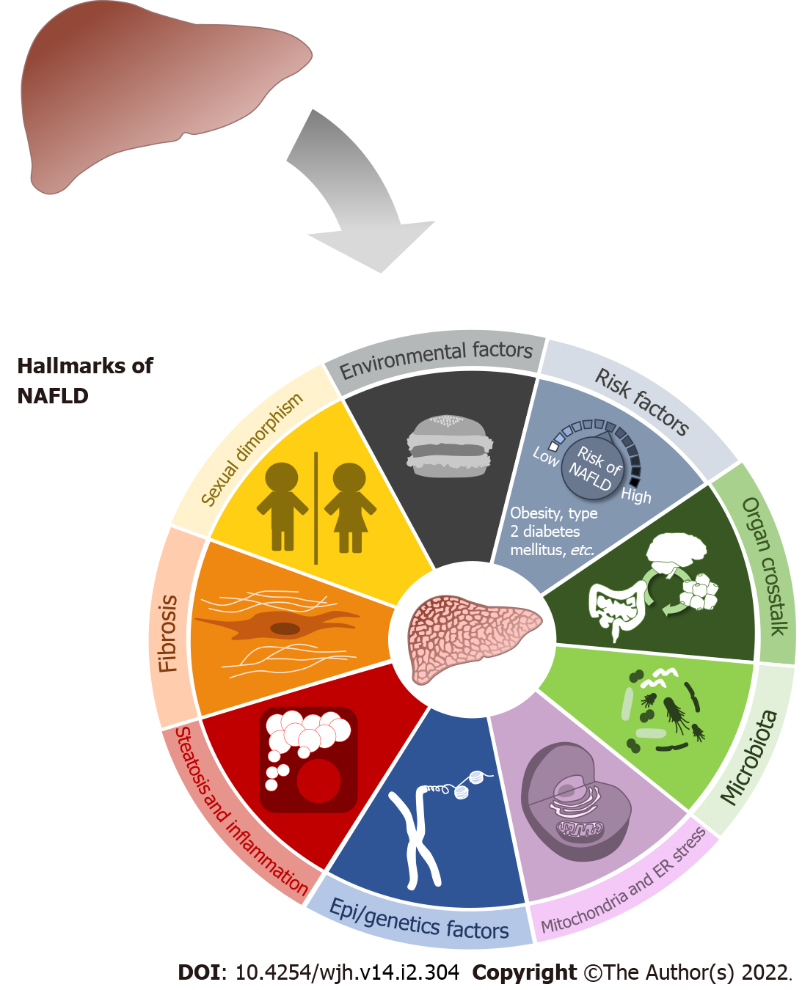 Hallmarks of
NAFLD
Environmental factors
Risk factors
Low
Risk of
NAFLD
High
Obesity, type
2 diabetes
mellitus, etc.
Organ crosstalk
Microbiota
Mitochondria and ER stress
Epi/genetics factors
Steatosis and inflammation
Fibrosis
Sexual dimorphism
DOI: 10.4254/wjh.v14.i2.304 Copyright ©The Author(s) 2022.